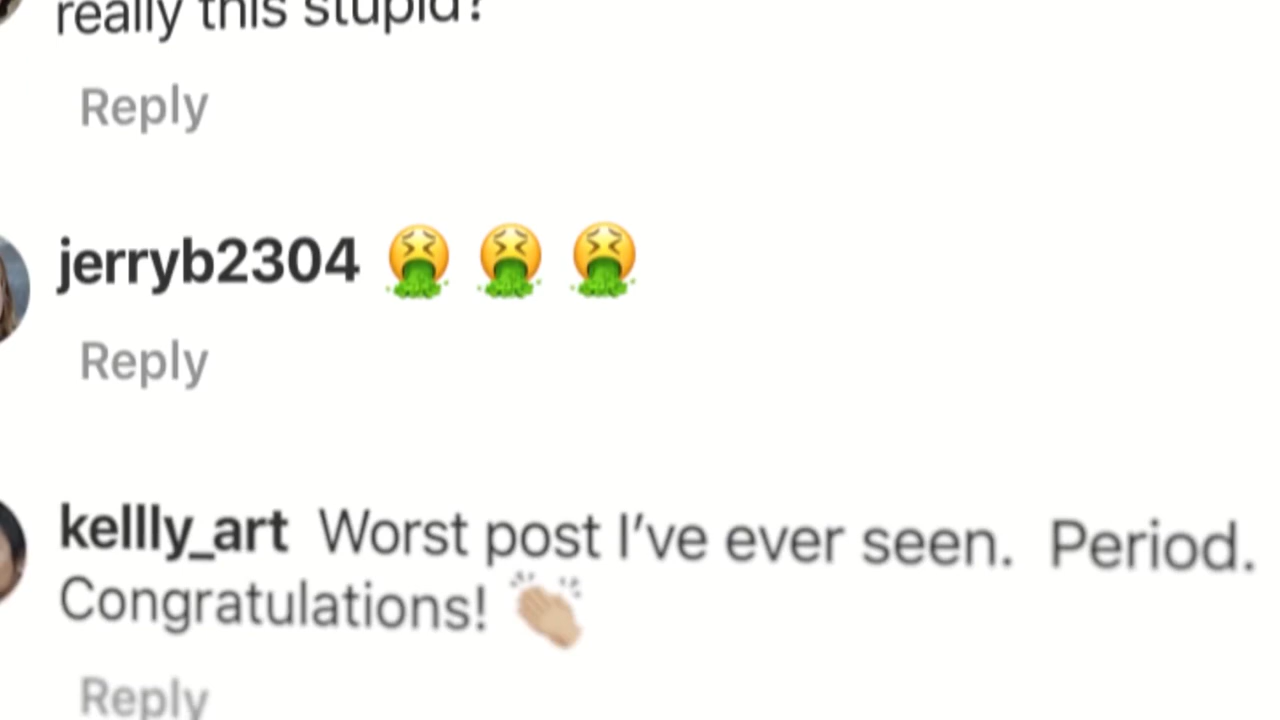 really this stupid?
Reply
jerryb2304 🤮 🤮 🤮
Reply
kellly_art Worst post I’ve ever seen. Period.
Congratulations! 👏🏼
Reply